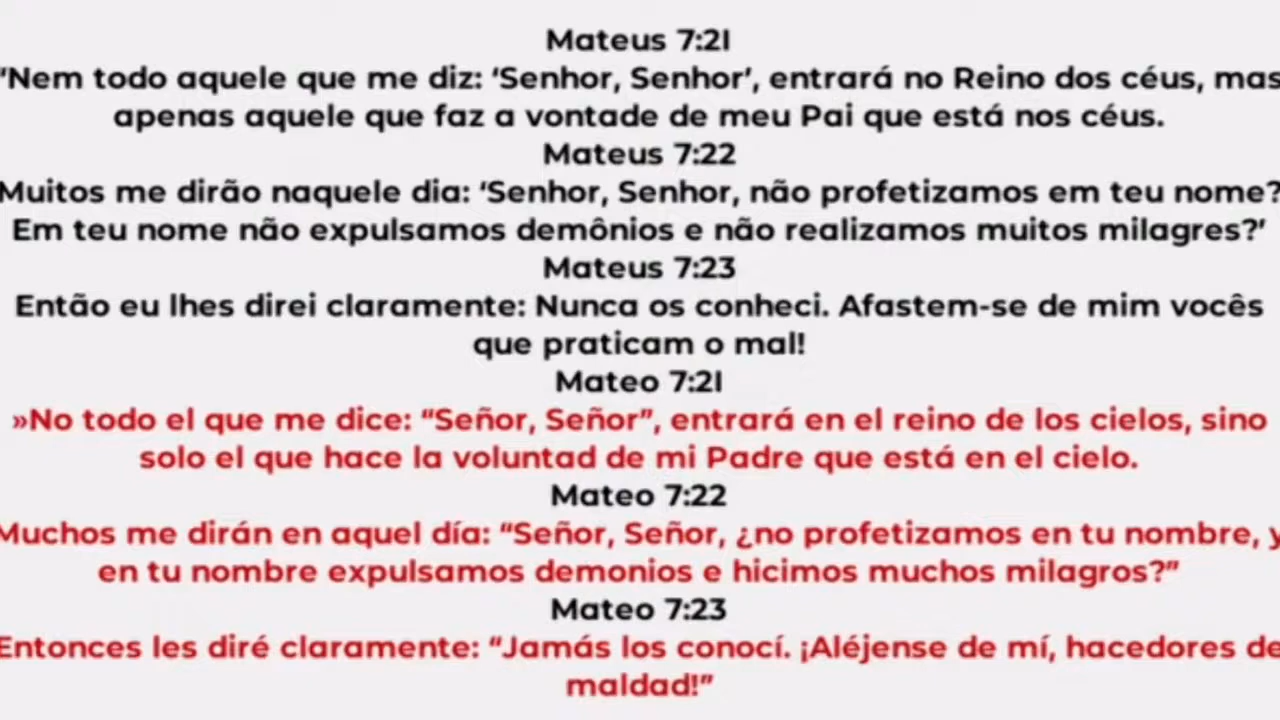 Mateus 7:21
"Nem todo aquele que me diz: ‘Senhor, Senhor’, entrará no Reino dos céus, mas
apenas aquele que faz a vontade de meu Pai que está nos céus.
Mateus 7:22
Muitos me dirão naquele dia: ‘Senhor, Senhor, não profetizamos em teu nome?
Em teu nome não expulsamos demônios e não realizamos muitos milagres?’
Mateus 7:23
Então eu lhes direi claramente: Nunca os conheci. Afastem-se de mim vocês
que praticam o mal!
Mateo 7:21
»No todo el que me dice: “Señor, Señor”, entrará en el reino de los cielos, sino
solo el que hace la voluntad de mi Padre que está en el cielo.
Mateo 7:22
Muchos me dirán en aquel día: “Señor, Señor, ¿no profetizamos en tu nombre, y
en tu nombre expulsamos demonios e hicimos muchos milagros?”
Mateo 7:23
Entonces les diré claramente: “Jamás los conocí. ¡Aléjense de mí, hacedores de
maldad!”